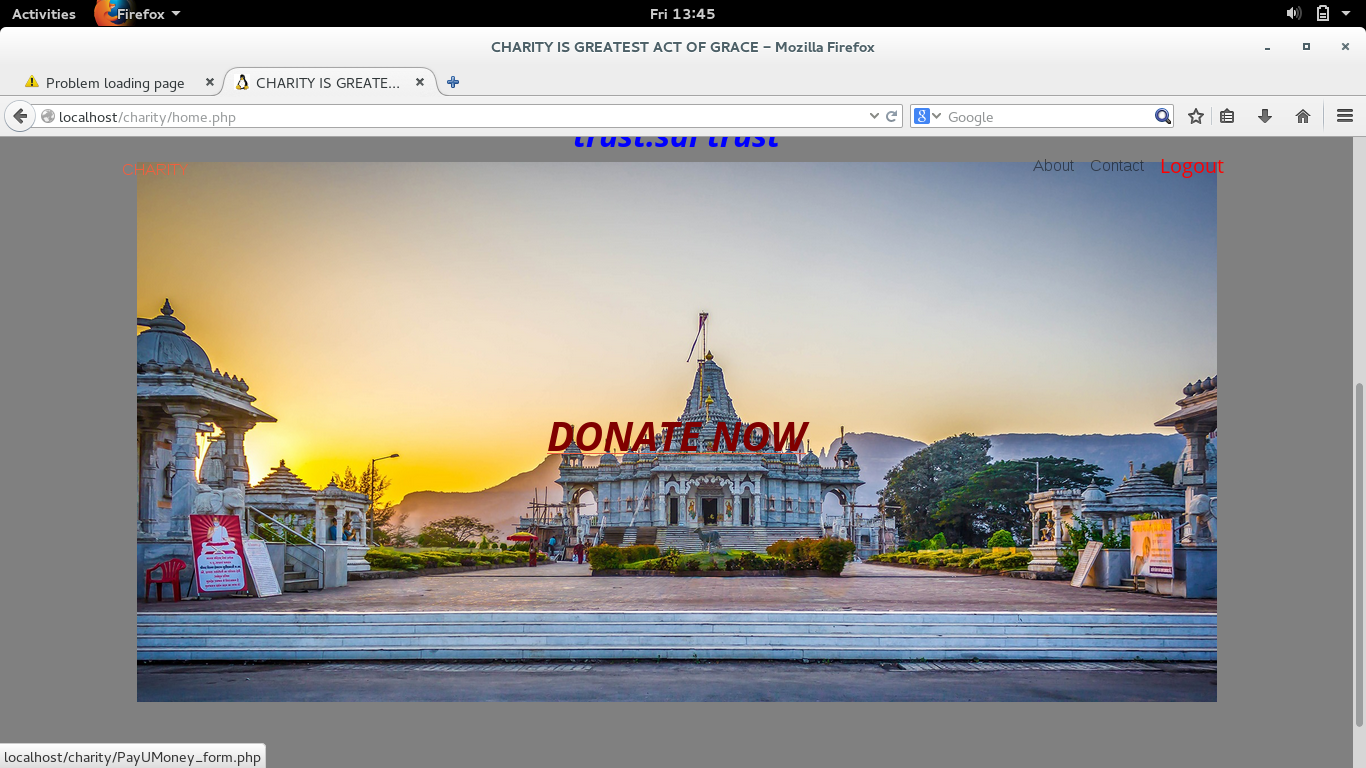 Activities Firefox Fri 13:45
CHARITY IS GREATEST ACT OF GRACE - Mozilla Firefox
Problem loading page CHARITY IS GREATE...
localhost/charity/home.php Google
trust.sai trust
CHARITY About Contact Logout
DONATE NOW
localhost/charity/PayUMoney_form.php